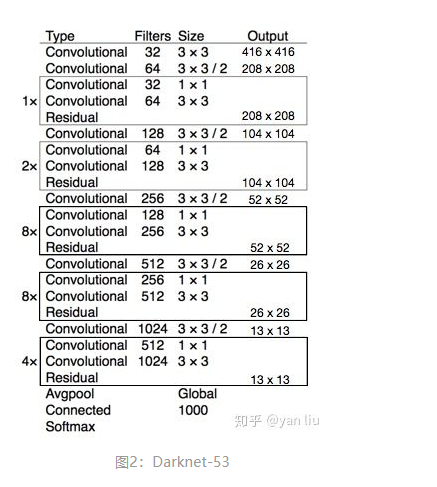 Type Filters Size Output
Convolutional 32 3 × 3 416 x 416
Convolutional 64 3 × 3 / 2 208 x 208
Convolutional 32 1 × 1
1× Convolutional 64 3 × 3
Residual 208 x 208
Convolutional 128 3 × 3 / 2 104 x 104
Convolutional 64 1 × 1
2× Convolutional 128 3 × 3
Residual 104 x 104
Convolutional 256 3 × 3 / 2 52 x 52
Convolutional 128 1 × 1
8× Convolutional 256 3 × 3
Residual 52 x 52
Convolutional 512 3 × 3 / 2 26 x 26
Convolutional 256 1 × 1
8× Convolutional 512 3 × 3
Residual 26 x 26
Convolutional 1024 3 × 3 / 2 13 x 13
Convolutional 512 1 × 1
4× Convolutional 1024 3 × 3
Residual 13 x 13
Avgpool Global
Connected 1000
Softmax
知乎 @yan liu
图2：Darknet-53